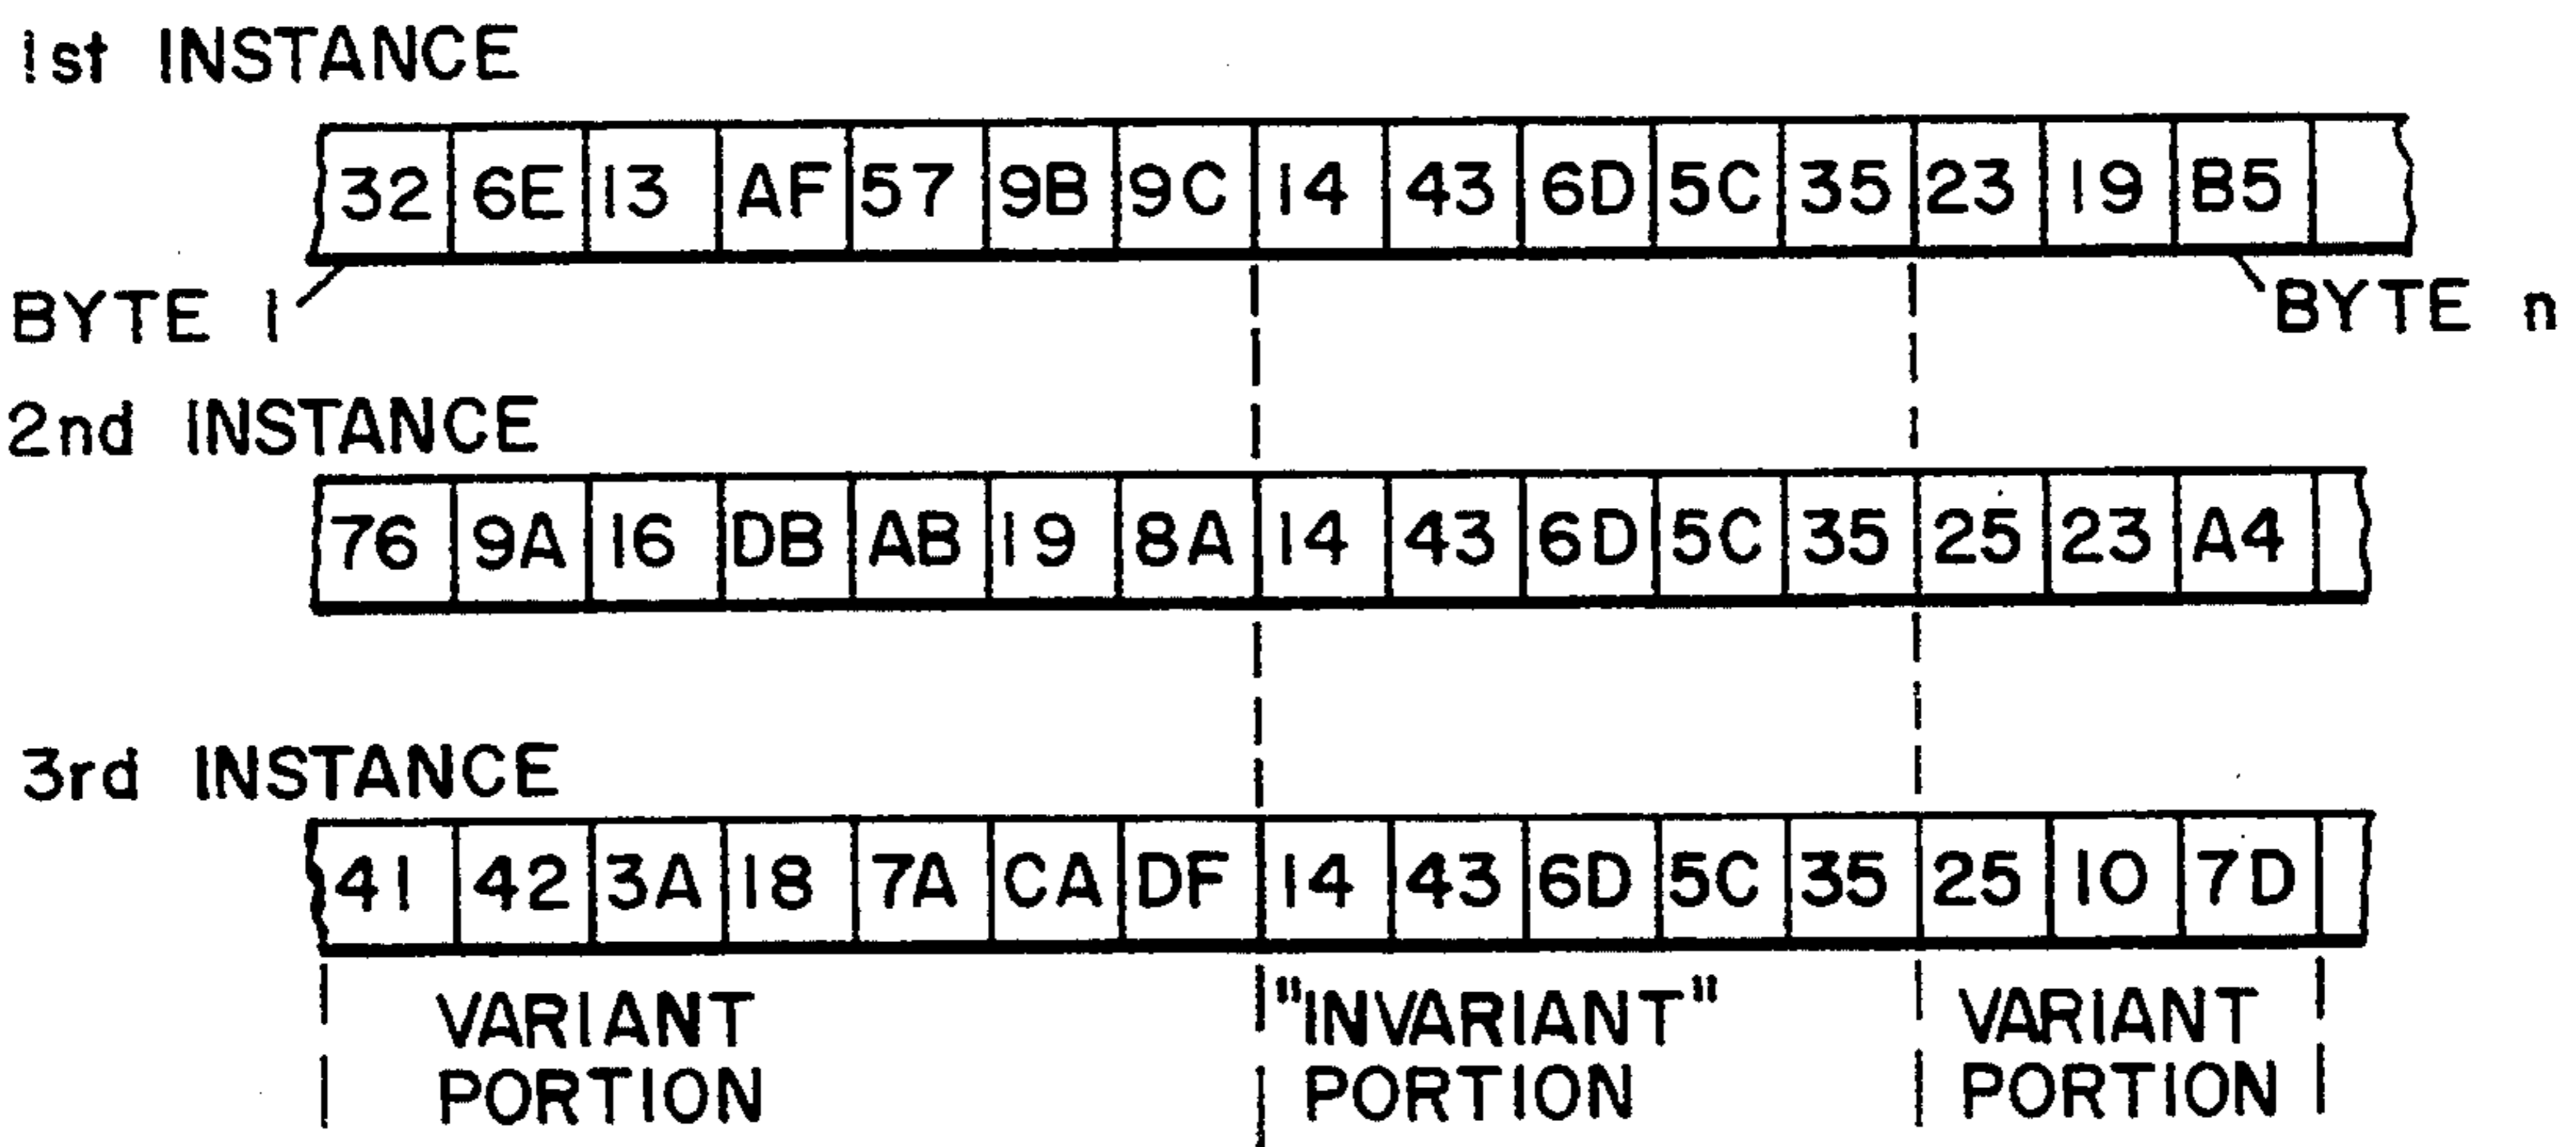 1st INSTANCE
32 6E 13 AF 57 9B 9C 14 43 6D 5C 35 23 19 B5
BYTE 1 BYTE n
2nd INSTANCE
76 9A 16 DB AB 19 8A 14 43 6D 5C 35 25 23 A4
3rd INSTANCE
41 42 3A 18 7A CA DF 14 43 6D 5C 35 25 10 7D
VARIANT "INVARIANT" VARIANT
PORTION PORTION PORTION